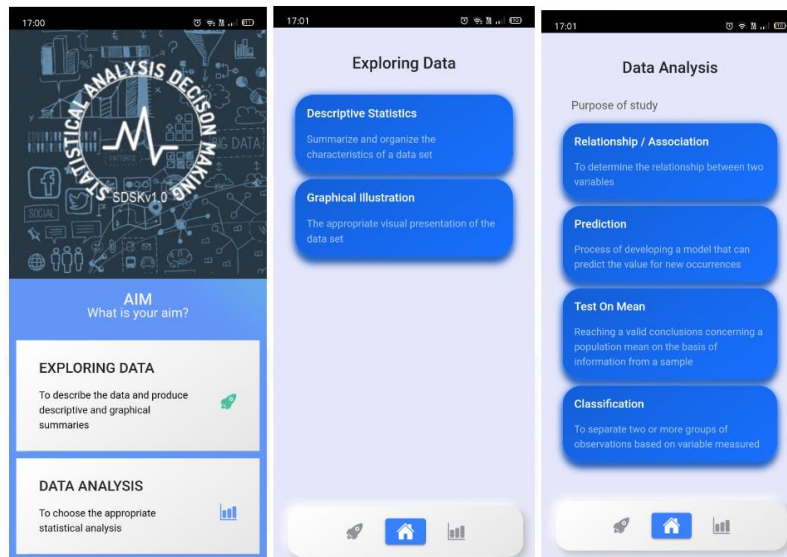 17:00
STATISTICAL ANALYSIS DECISON MAKING
SDSKv1.0
BIG DATA
SOCIAL
AIM
What is your aim?
EXPLORING DATA
To describe the data and produce
descriptive and graphical
summaries
DATA ANALYSIS
To choose the appropriate
statistical analysis
17:01
Exploring Data
Descriptive Statistics
Summarize and organize the
characteristics of a data set
Graphical Illustration
The appropriate visual presentation of the
data set
17:01
Data Analysis
Purpose of study
Relationship / Association
To determine the relationship between two
variables
Prediction
Process of developing a model that can
predict the value for new occurrences
Test On Mean
Reaching a valid conclusions concerning a
population mean on the basis of
information from a sample
Classification
To separate two or more groups of
observations based on variable measured